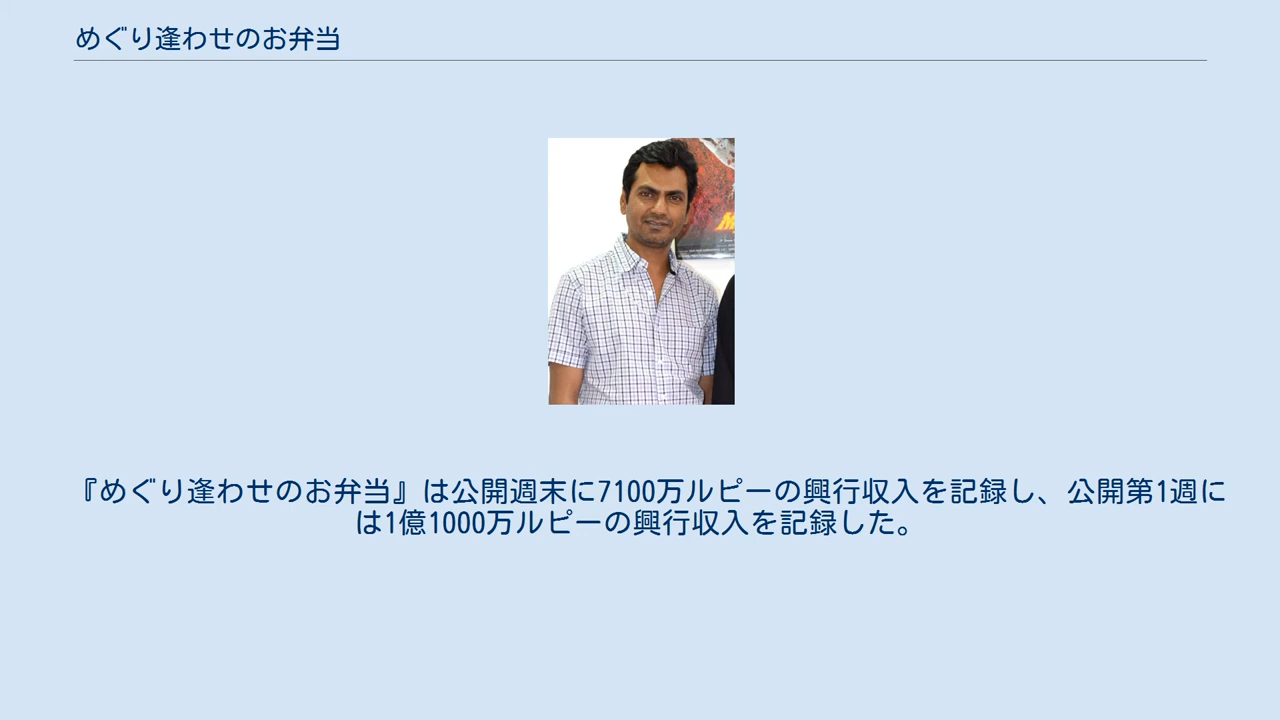 めぐり逢わせのお弁当
『めぐり逢わせのお弁当』は公開週末に7100万ルピーの興行収入を記録し、公開第1週に
は1億1000万ルピーの興行収入を記録した。